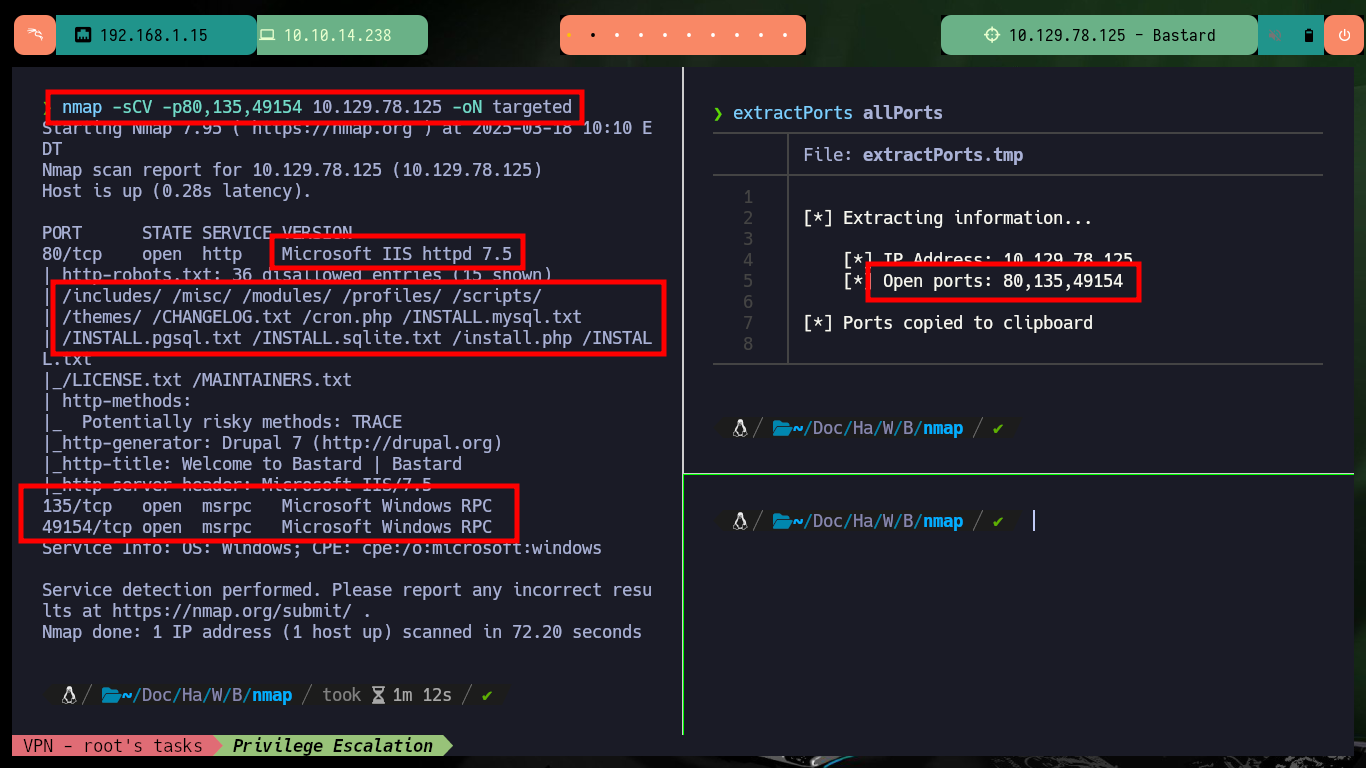 192.168.1.15
10.10.14.238
10.129.78.125 - Bastard
❯ nmap -sCV -p80,135,49154 10.129.78.125 -oN targeted
Starting Nmap 7.95 ( https://nmap.org ) at 2025-03-18 10:10 E
DT
Nmap scan report for 10.129.78.125 (10.129.78.125)
Host is up (0.28s latency).
PORT      STATE SERVICE VERSION
80/tcp    open  http    Microsoft IIS httpd 7.5
| http-robots.txt: 36 disallowed entries (15 shown)
| /includes/ /misc/ /modules/ /profiles/ /scripts/
| /themes/ /CHANGELOG.txt /cron.php /INSTALL.mysql.txt
| /INSTALL.pgsql.txt /INSTALL.sqlite.txt /install.php /INSTAL
L.txt
|_/LICENSE.txt /MAINTAINERS.txt
| http-methods:
|_  Potentially risky methods: TRACE
|_http-generator: Drupal 7 (http://drupal.org)
|_http-title: Welcome to Bastard | Bastard
|_http-server-header: Microsoft-IIS/7.5
135/tcp   open  msrpc   Microsoft Windows RPC
49154/tcp open  msrpc   Microsoft Windows RPC
Service Info: OS: Windows; CPE: cpe:/o:microsoft:windows
Service detection performed. Please report any incorrect resu
lts at https://nmap.org/submit/ .
Nmap done: 1 IP address (1 host up) scanned in 72.20 seconds
/ ~/Doc/Ha/W/B/nmap / took 1m 12s / ✔
❯ extractPorts allPorts
File: extractPorts.tmp
1
2 [*] Extracting information...
3
4 [*] IP Address: 10.129.78.125
5 [*] Open ports: 80,135,49154
6
7 [*] Ports copied to clipboard
8
/ ~/Doc/Ha/W/B/nmap / ✔
/ ~/Doc/Ha/W/B/nmap / ✔
VPN - root's tasks
Privilege Escalation